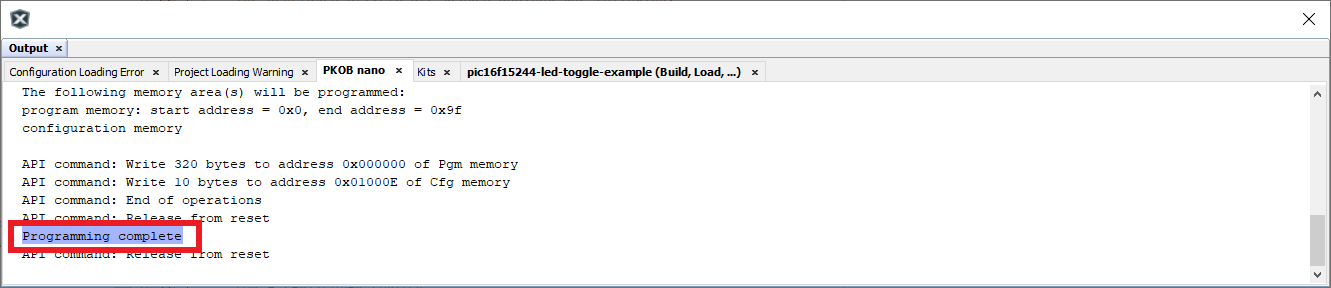 Output ×
Configuration Loading Error × Project Loading Warning × PKOB nano × Kits × pic16f15244-led-toggle-example (Build, Load, ...) ×
The following memory area(s) will be programmed:
program memory: start address = 0x0, end address = 0x9f
configuration memory
API command: Write 320 bytes to address 0x000000 of Pgm memory
API command: Write 10 bytes to address 0x01000E of Cfg memory
API command: End of operations
API command: Release from reset
Programming complete
API command: Release from reset